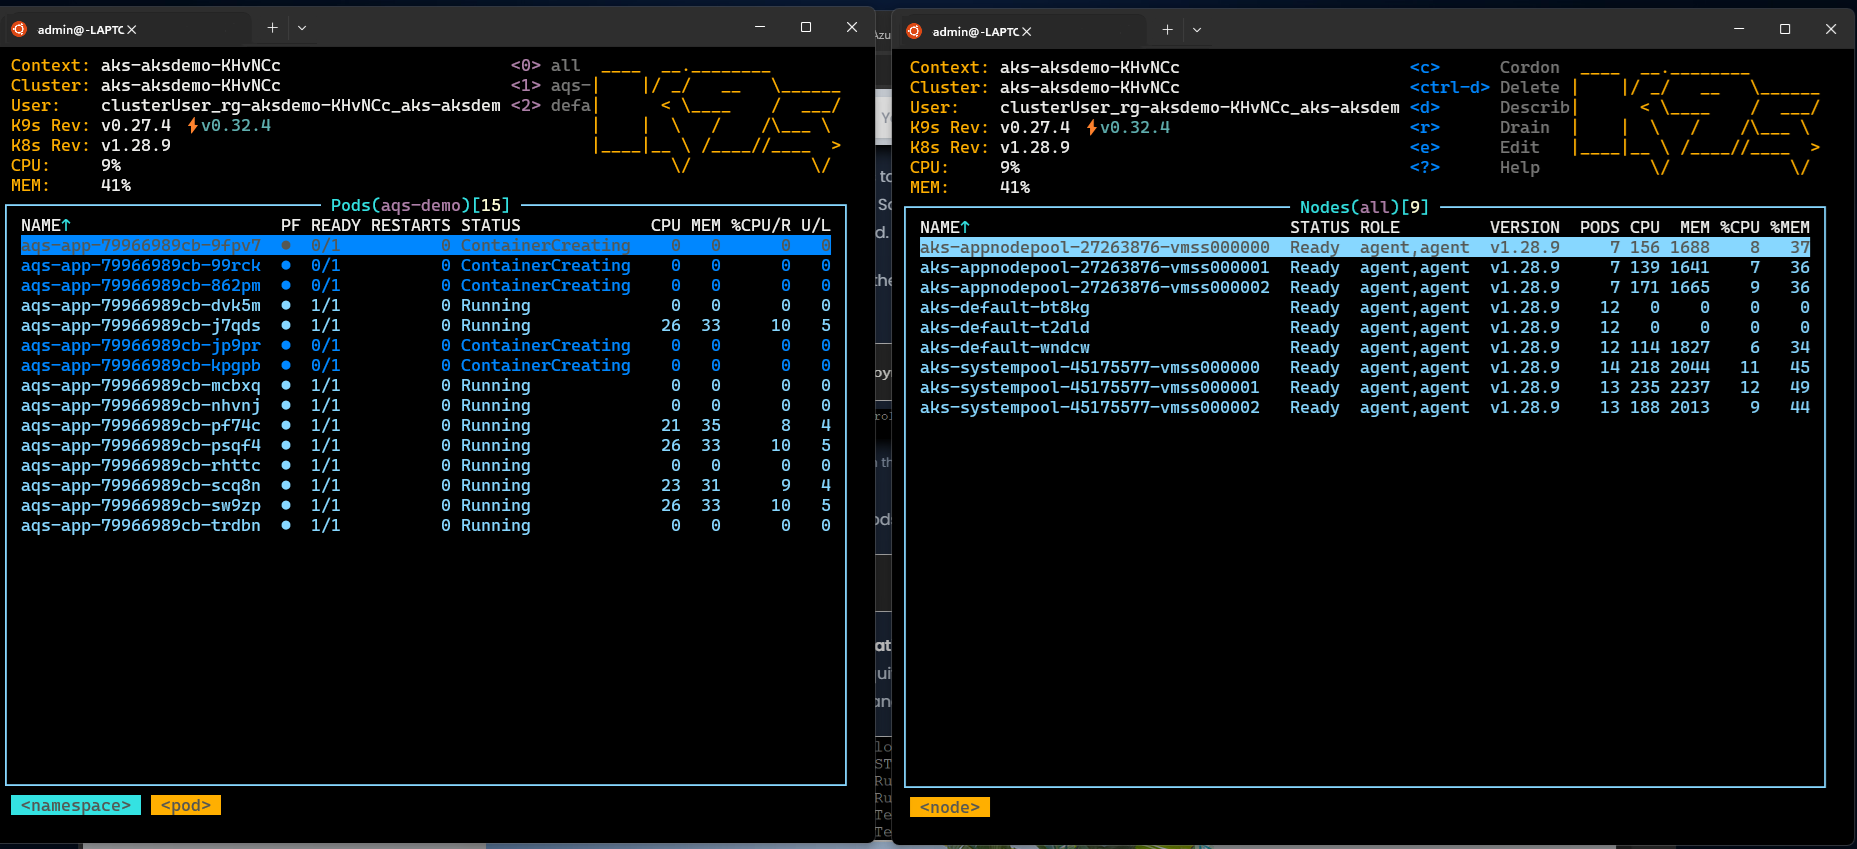 admin@-LAPTC
Context: aks-aksdemo-KHvNCc <0> all
Cluster: aks-aksdemo-KHvNCc <1> aqs-
User: clusterUser_rg-aksdemo-KHvNCc_aks-aksdem <2> defa
K9s Rev: v0.27.4 ⚡v0.32.4
K8s Rev: v1.28.9
CPU: 9%
MEM: 41%
Pods(aqs-demo)[15]
NAME↑ PF READY RESTARTS STATUS CPU MEM %CPU/R U/L
aqs-app-79966989cb-9fpv7 ● 0/1 0 ContainerCreating 0 0 0 0
aqs-app-79966989cb-99rck ● 0/1 0 ContainerCreating 0 0 0 0
aqs-app-79966989cb-862pm ● 0/1 0 ContainerCreating 0 0 0 0
aqs-app-79966989cb-dvk5m ● 1/1 0 Running 0 0 0 0
aqs-app-79966989cb-j7qds ● 1/1 0 Running 26 33 10 5
aqs-app-79966989cb-jp9pr ● 0/1 0 ContainerCreating 0 0 0 0
aqs-app-79966989cb-kpgpb ● 0/1 0 ContainerCreating 0 0 0 0
aqs-app-79966989cb-mcbxq ● 1/1 0 Running 0 0 0 0
aqs-app-79966989cb-nhvnj ● 1/1 0 Running 0 0 0 0
aqs-app-79966989cb-pf74c ● 1/1 0 Running 21 35 8 4
aqs-app-79966989cb-psqf4 ● 1/1 0 Running 26 33 10 5
aqs-app-79966989cb-rhttc ● 1/1 0 Running 0 0 0 0
aqs-app-79966989cb-scq8n ● 1/1 0 Running 23 31 9 4
aqs-app-79966989cb-sw9zp ● 1/1 0 Running 26 33 10 5
aqs-app-79966989cb-trdbn ● 1/1 0 Running 0 0 0 0
<namespace> <pod>
admin@-LAPTC
Context: aks-aksdemo-KHvNCc <c> Cordon
Cluster: aks-aksdemo-KHvNCc <ctrl-d> Delete
User: clusterUser_rg-aksdemo-KHvNCc_aks-aksdem <d> Describ
K9s Rev: v0.27.4 ⚡v0.32.4 <r> Drain
K8s Rev: v1.28.9 <e> Edit
CPU: 9% <?> Help
MEM: 41%
Nodes(all)[9]
NAME↑ STATUS ROLE VERSION PODS CPU MEM %CPU %MEM
aks-appnodepool-27263876-vmss000000 Ready agent,agent v1.28.9 7 156 1688 8 37
aks-appnodepool-27263876-vmss000001 Ready agent,agent v1.28.9 7 139 1641 7 36
aks-appnodepool-27263876-vmss000002 Ready agent,agent v1.28.9 7 171 1665 9 36
aks-default-bt8kg Ready agent,agent v1.28.9 12 0 0 0 0
aks-default-t2dld Ready agent,agent v1.28.9 12 0 0 0 0
aks-default-wndcw Ready agent,agent v1.28.9 12 114 1827 6 34
aks-systempool-45175577-vmss000000 Ready agent,agent v1.28.9 14 218 2044 11 45
aks-systempool-45175577-vmss000001 Ready agent,agent v1.28.9 13 235 2237 12 49
aks-systempool-45175577-vmss000002 Ready agent,agent v1.28.9 13 188 2013 9 44
<node>